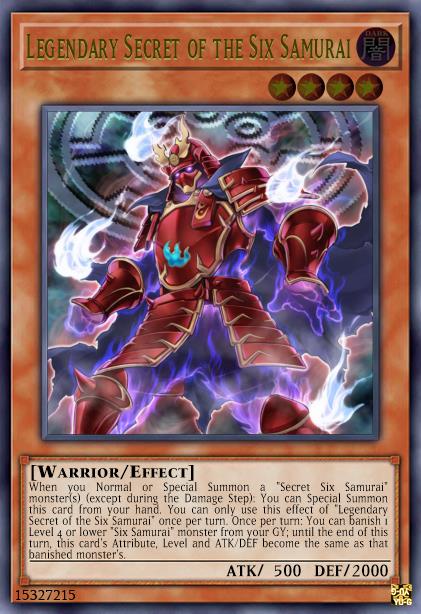 Legendary Secret of the Six Samurai
DARK
闇
[Warrior/Effect]
When you Normal or Special Summon a "Secret Six Samurai"
monster(s) (except during the Damage Step): You can Special Summon
this card from your hand. You can only use this effect of "Legendary
Secret of the Six Samurai" once per turn. Once per turn: You can banish 1
Level 4 or lower "Six Samurai" monster from your GY; until the end of
this turn, this card's Attribute, Level and ATK/DEF become the same as that
banished monster's.
ATK/ 500 DEF/2000
15327215